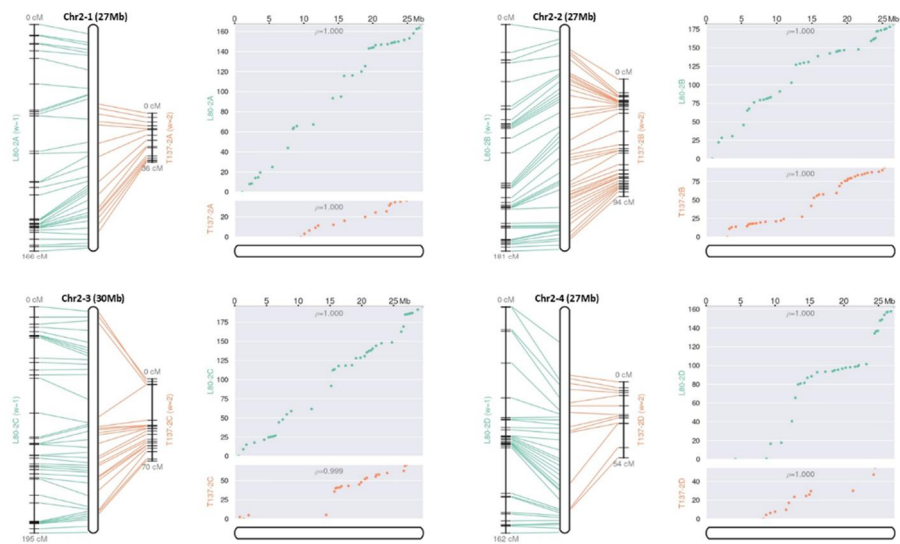 Chr2-1 (27Mb)
0 cM
L80-2A (w=1)
166 cM
0 cM
T137-2A (w=2)
36 cM
0 5 10 15 20 25 Mb
ρ=1.000
L80-2A
160
140
120
100
80
60
40
20
0
ρ=1.000
T137-2A
20
0
Chr2-2 (27Mb)
0 cM
L80-2B (w=1)
181 cM
0 cM
T137-2B (w=2)
94 cM
0 5 10 15 20 25 Mb
ρ=1.000
L80-2B
175
150
125
100
75
50
25
0
ρ=1.000
T137-2B
75
50
25
0
Chr2-3 (30Mb)
0 cM
L80-2C (w=1)
195 cM
0 cM
T137-2C (w=2)
70 cM
0 5 10 15 20 25Mb
ρ=1.000
L80-2C
175
150
125
100
75
50
25
0
ρ=0.999
T137-2C
50
25
0
Chr2-4 (27Mb)
0 cM
L80-2D (w=1)
162 cM
0 cM
T137-2D (w=2)
54 cM
0 5 10 15 20 25 Mb
ρ=1.000
L80-2D
160
140
120
100
80
60
40
20
0
ρ=1.000
T137-2D
40
20
0